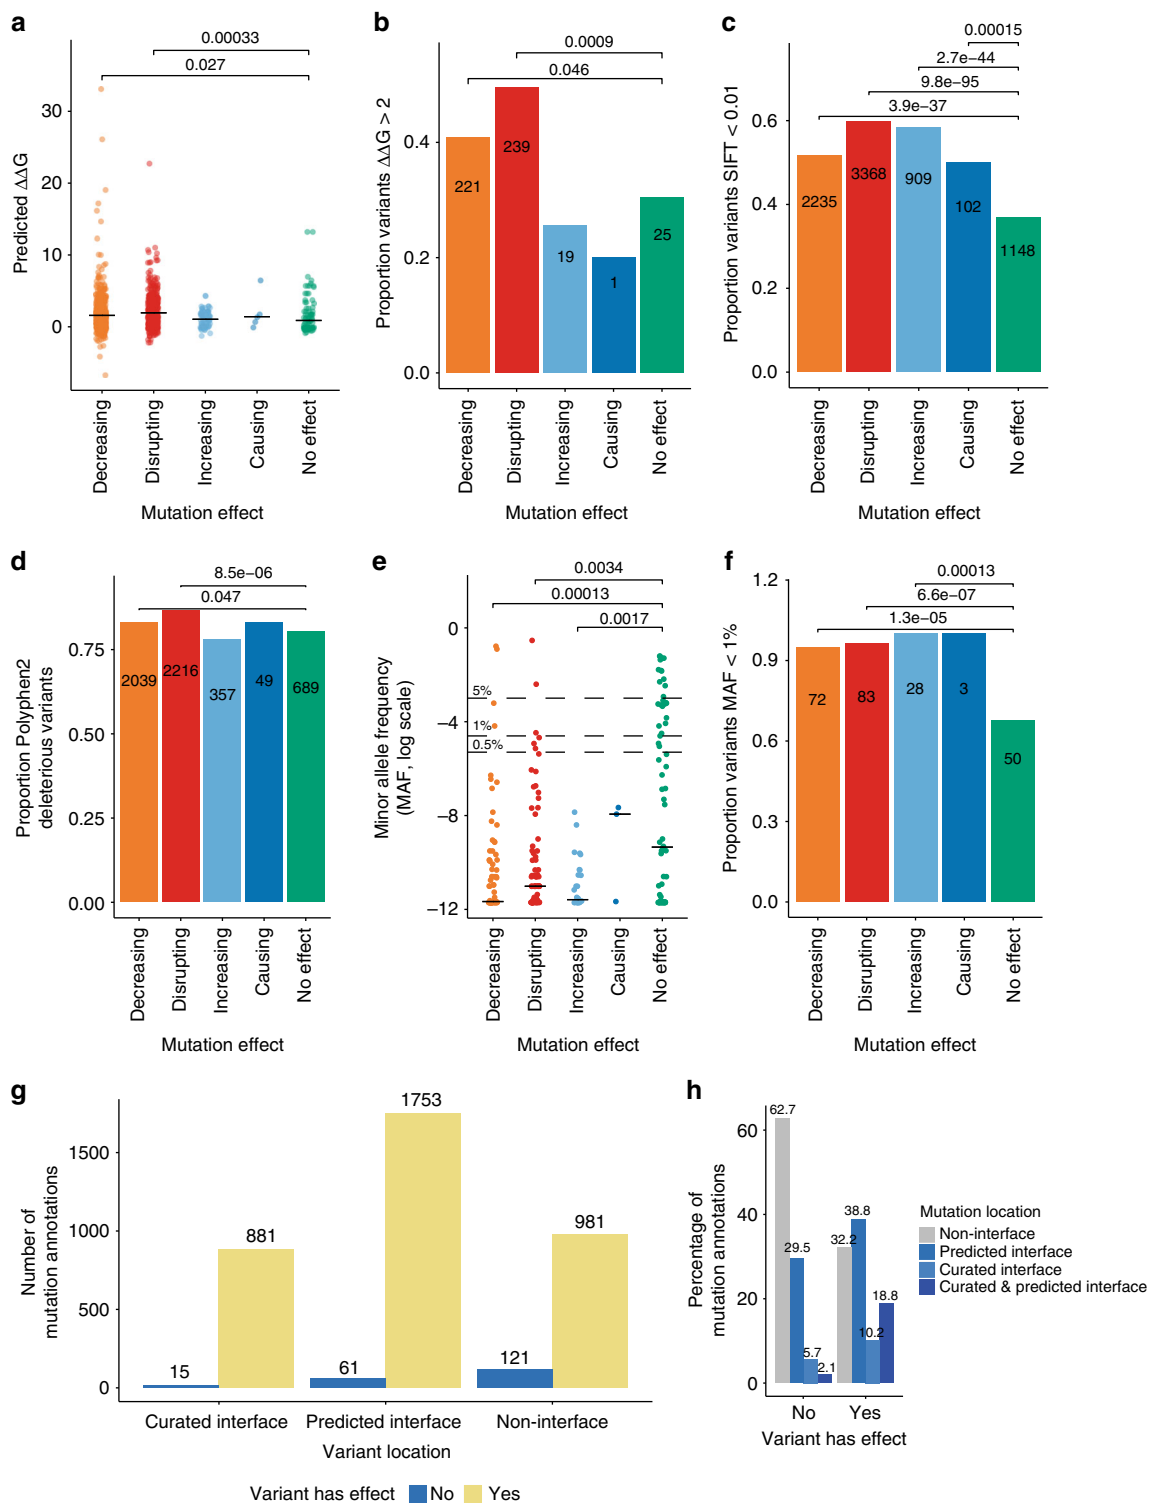 a
0.00033
0.027
Predicted ΔΔG
30
20
10
0
Decreasing
Disrupting
Increasing
Causing
No effect
Mutation effect
b
0.0009
0.046
Proportion variants ΔΔG > 2
0.4
0.2
0.0
221
239
19
1
25
Decreasing
Disrupting
Increasing
Causing
No effect
Mutation effect
c
0.00015
2.7e−44
9.8e−95
3.9e−37
Proportion variants SIFT < 0.01
0.6
0.4
0.2
0.0
2235
3368
909
102
1148
Decreasing
Disrupting
Increasing
Causing
No effect
Mutation effect
d
8.5e−06
0.047
Proportion Polyphen2
deleterious variants
0.75
0.50
0.25
0.00
2039
2216
357
49
689
Decreasing
Disrupting
Increasing
Causing
No effect
Mutation effect
e
0.0034
0.00013
0.0017
Minor allele frequency
(MAF, log scale)
0
−4
−8
−12
5%
1%
0.5%
Decreasing
Disrupting
Increasing
Causing
No effect
Mutation effect
f
0.00013
6.6e−07
1.3e−05
Proportion variants MAF < 1%
1.2
0.9
0.6
0.3
0.0
72
83
28
3
50
Decreasing
Disrupting
Increasing
Causing
No effect
Mutation effect
g
Number of
mutation annotations
1500
1000
500
0
15
881
61
1753
121
981
Curated interface
Predicted interface
Non−interface
Variant location
Variant has effect
No
Yes
h
Percentage of
mutation annotations
60
40
20
0
62.7
29.5
5.7
2.1
32.2
38.8
10.2
18.8
No
Yes
Variant has effect
Mutation location
Non−interface
Predicted interface
Curated interface
Curated & predicted interface